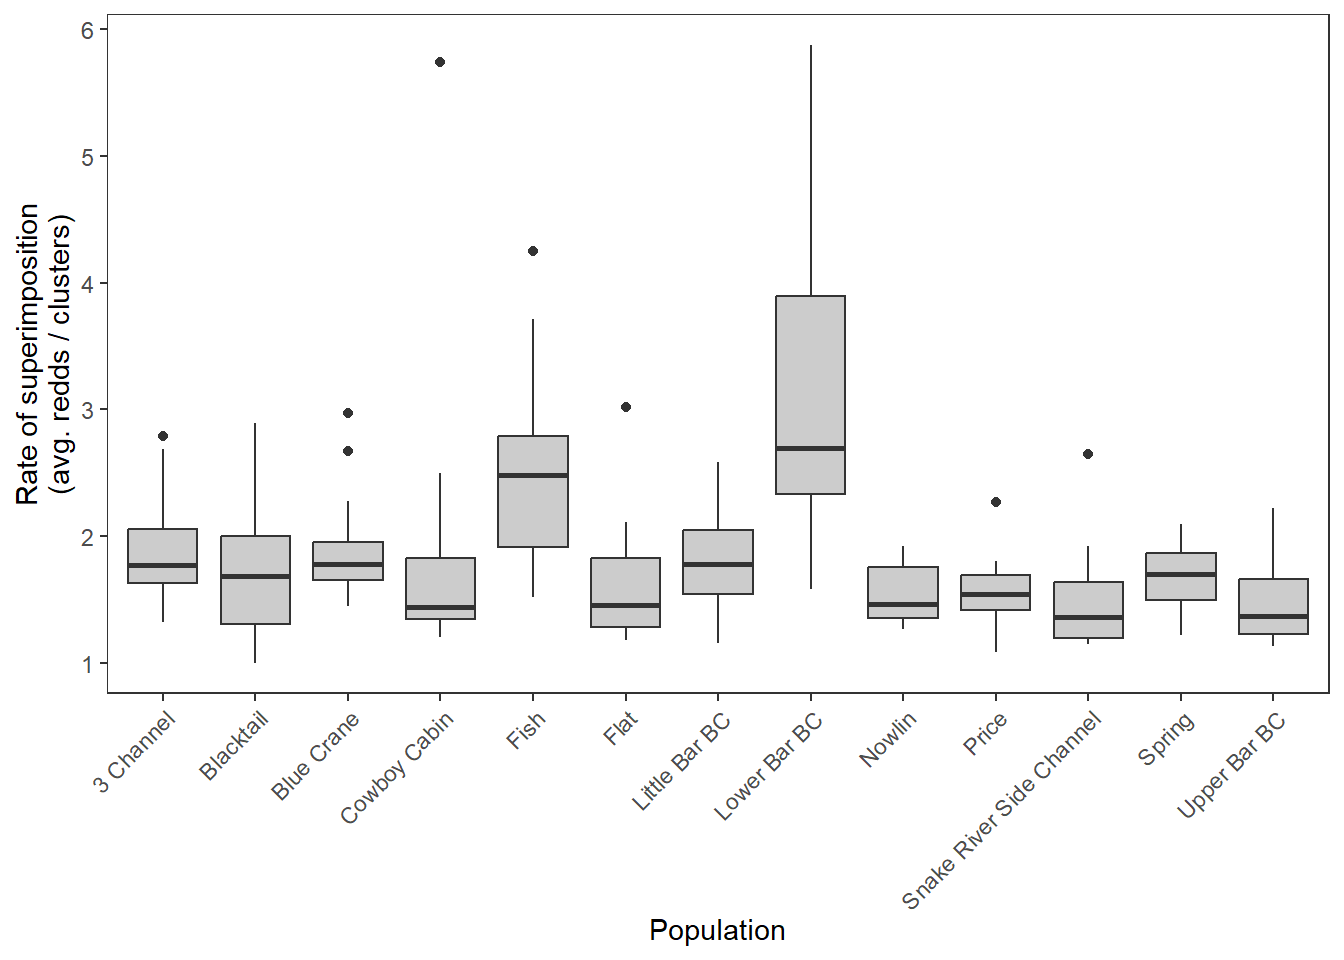 Rate of superimposition
(avg. redds / clusters)
6
5
4
3
2
1
3 Channel
Blacktail
Blue Crane
Cowboy Cabin
Fish
Flat
Little Bar BC
Lower Bar BC
Nowlin
Price
Snake River Side Channel
Spring
Upper Bar BC
Population